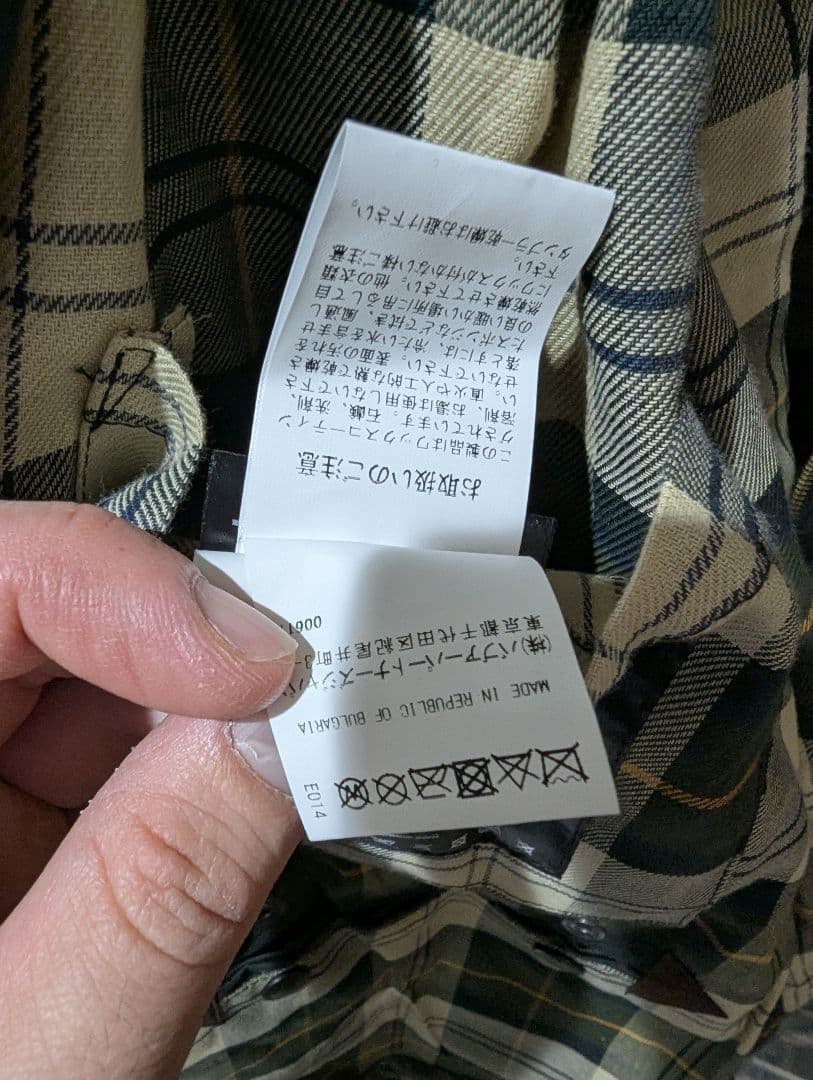 お取扱いのご注意
この製品はワックスコーティン
グされています。石鹸、洗剤、
溶剤、お湯は使用しないで下さ
い。直火や人工的な熱で乾燥さ
せないで下さい。表面の汚れを
落とすには、冷たい水を含ませ
たスポンジなどで拭き、風通し
の良い暖かい場所に吊るして自
然乾燥させて下さい。他の衣類
にワックスが付かない様ご注意
下さい。
タンブラー乾燥はお避け下さい。
E014
MADE IN REPUBLIC OF BULGARIA
(株)バブアーパートナーズジャパン
東京都千代田区紀尾井町3-